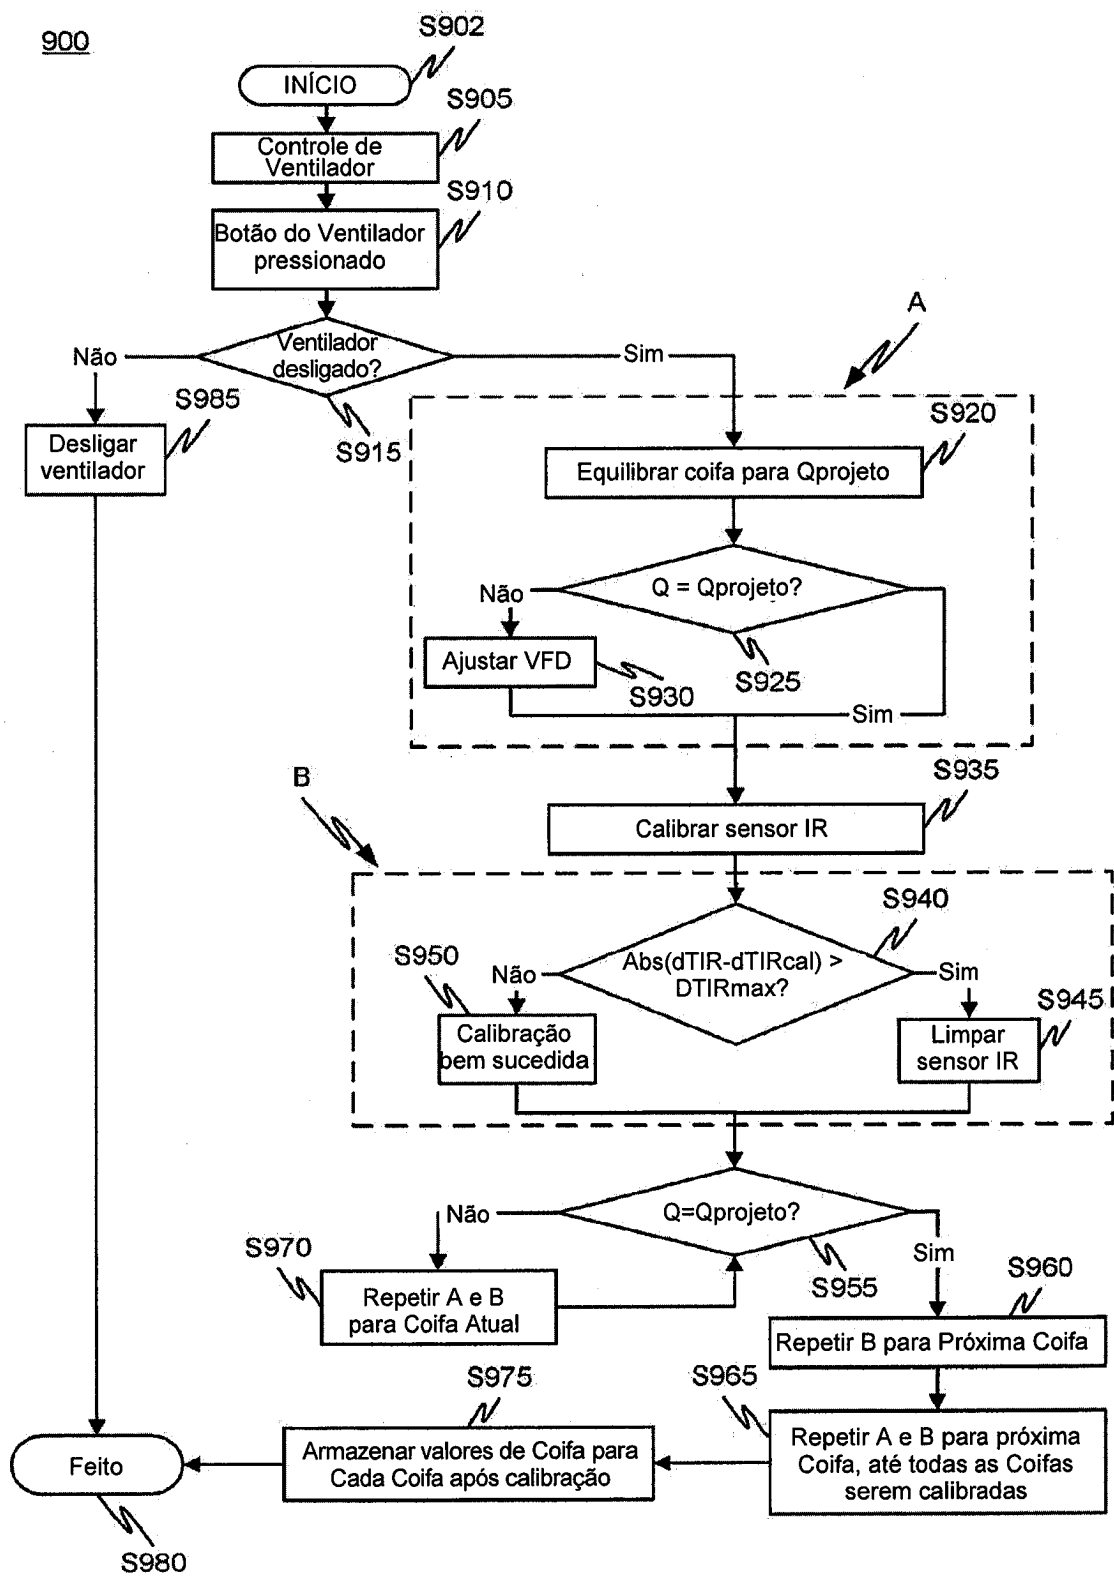 900
S902
INÍCIO
S905
Controle de
Ventilador
S910
Botão do Ventilador
pressionado
A
Ventilador
desligado?
Não
Sim
S915
S985
Desligar
ventilador
S920
Equilibrar coifa para Qprojeto
Q = Qprojeto?
Não
S925
Ajustar VFD
S930
Sim
S935
B
Calibrar sensor IR
S940
Abs(dTIR-dTIRcal) >
DTIRmax?
S950
Não
Sim
S945
Calibração
bem sucedida
Limpar
sensor IR
Q=Qprojeto?
Não
Sim
S955
S970
Repetir A e B
para Coifa Atual
S960
Repetir B para Próxima Coifa
S975
S965
Armazenar valores de Coifa para
Cada Coifa após calibração
Repetir A e B para próxima
Coifa, até todas as Coifas
serem calibradas
Feito
S980